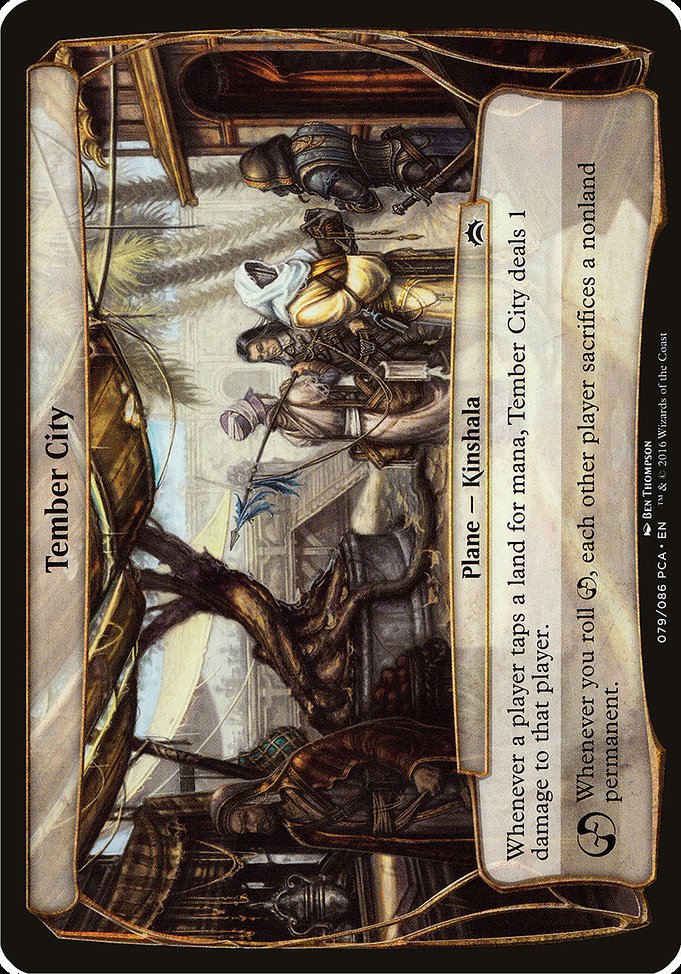 Tember City
Plane — Kinshala
Whenever a player taps a land for mana, Tember City deals 1
damage to that player.
Whenever you roll , each other player sacrifices a nonland
permanent.
079/086 PCA • EN
Ben Thompson
™ & © 2016 Wizards of the Coast